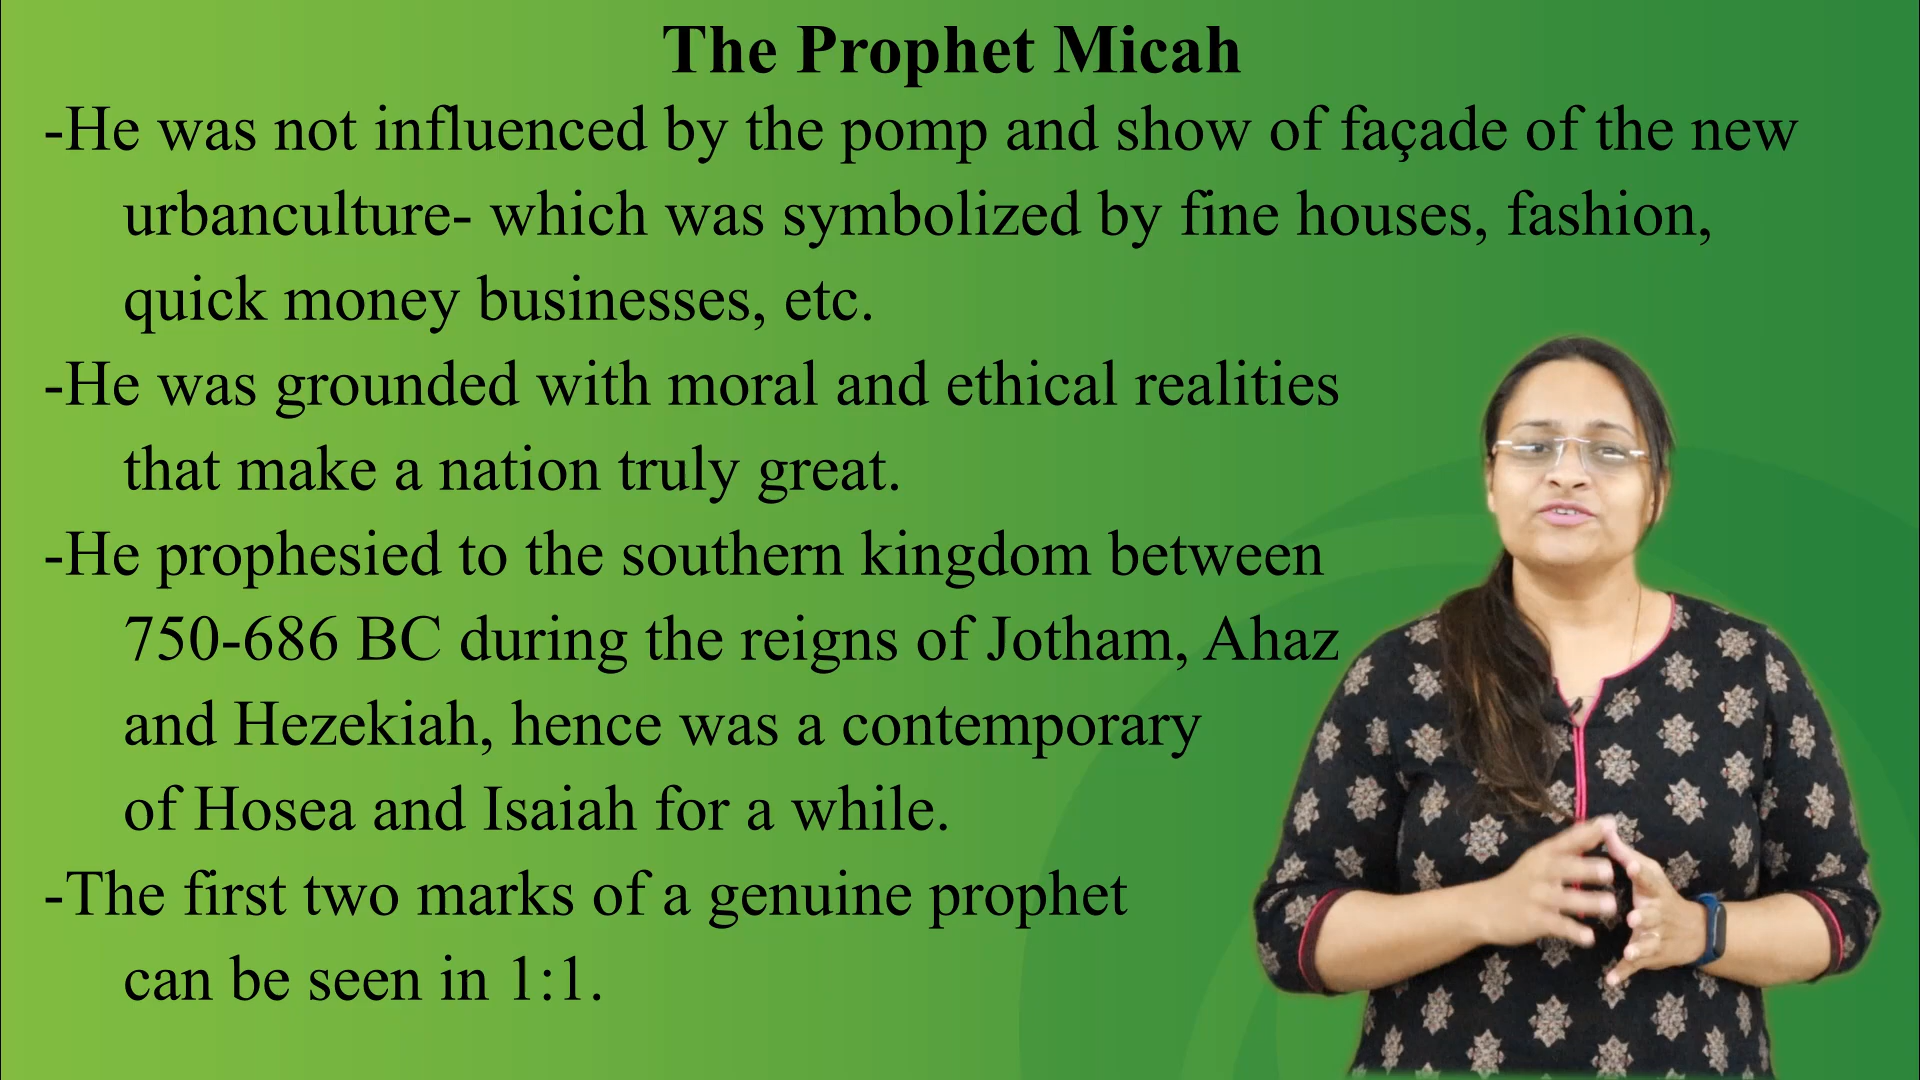 The Prophet Micah
-He was not influenced by the pomp and show of façade of the new
urbanculture- which was symbolized by fine houses, fashion,
quick money businesses, etc.
-He was grounded with moral and ethical realities
that make a nation truly great.
-He prophesied to the southern kingdom between
750-686 BC during the reigns of Jotham, Ahaz
and Hezekiah, hence was a contemporary
of Hosea and Isaiah for a while.
-The first two marks of a genuine prophet
can be seen in 1:1.